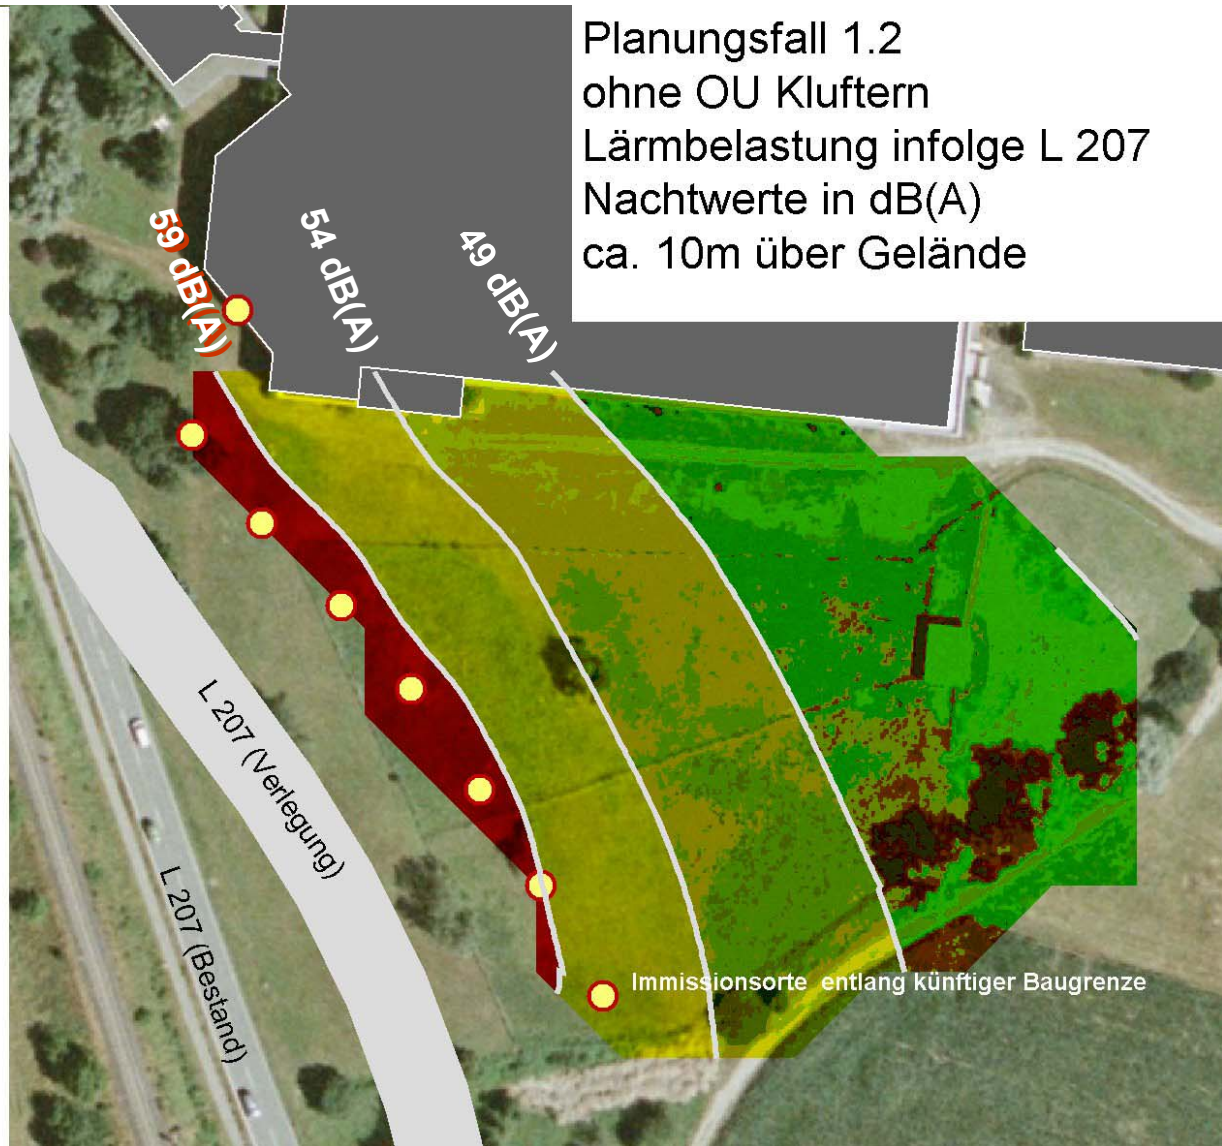 Planungsfall 1.2
ohne OU Kluftern
Lärmbelastung infolge L 207
Nachtwerte in dB(A)
ca. 10m über Gelände
59 dB(A)
54 dB(A)
49 dB(A)
L 207 (Verlegung)
L 207 (Bestand)
Immissionsorte entlang künftiger Baugrenze